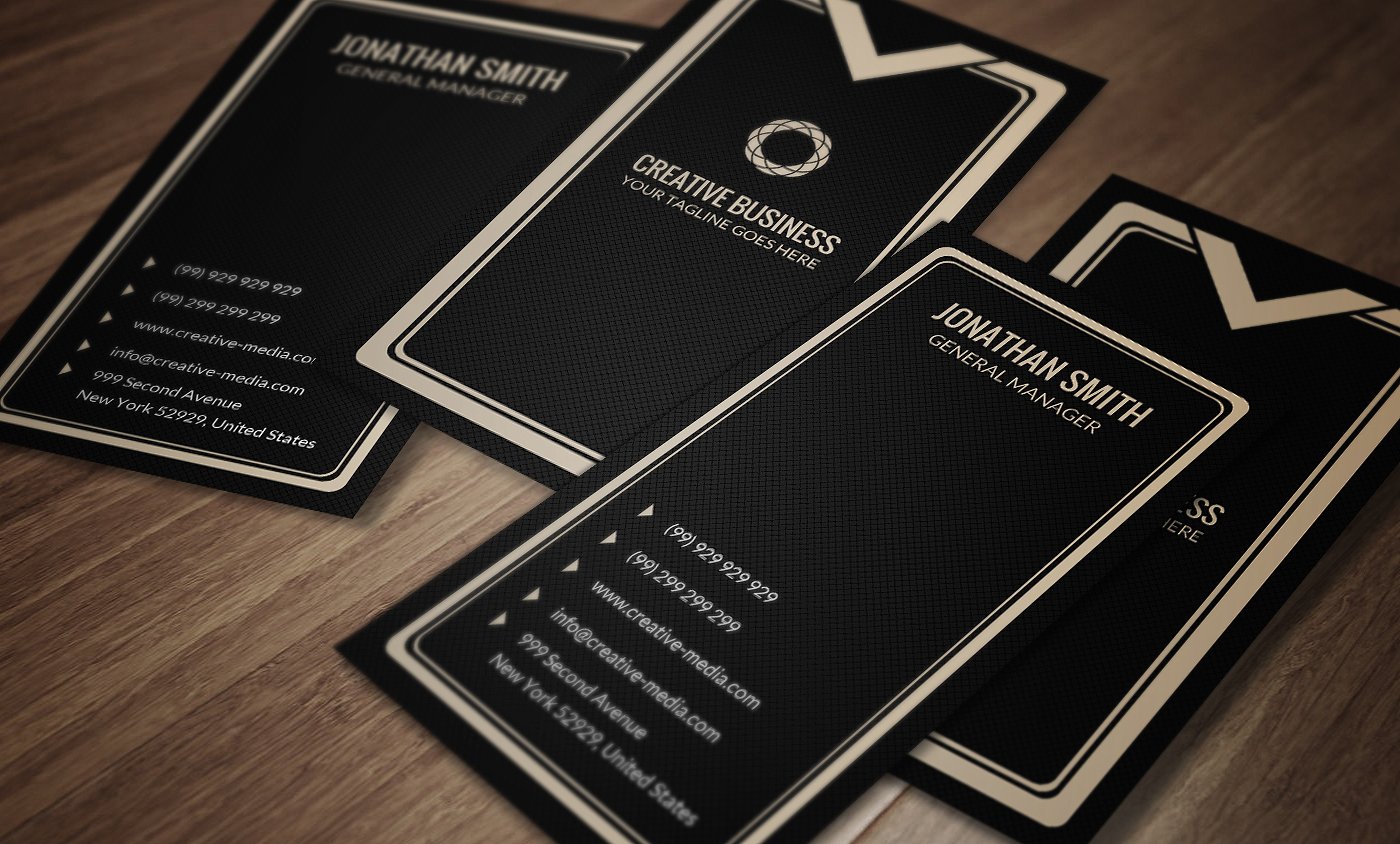 JONATHAN SMITH
GENERAL MANAGER
(99) 929 929 929
(99) 299 299 299
www.creative-media.co
info@creative-media.com
999 Second Avenue
New York 52929, United States
CREATIVE BUSINESS
YOUR TAGLINE GOES HERE
JONATHAN SMITH
GENERAL MANAGER
(99) 929 929 929
(99) 299 299 299
www.creative-media.com
info@creative-media.com
999 Second Avenue
New York 52929, United States
SS
ERE